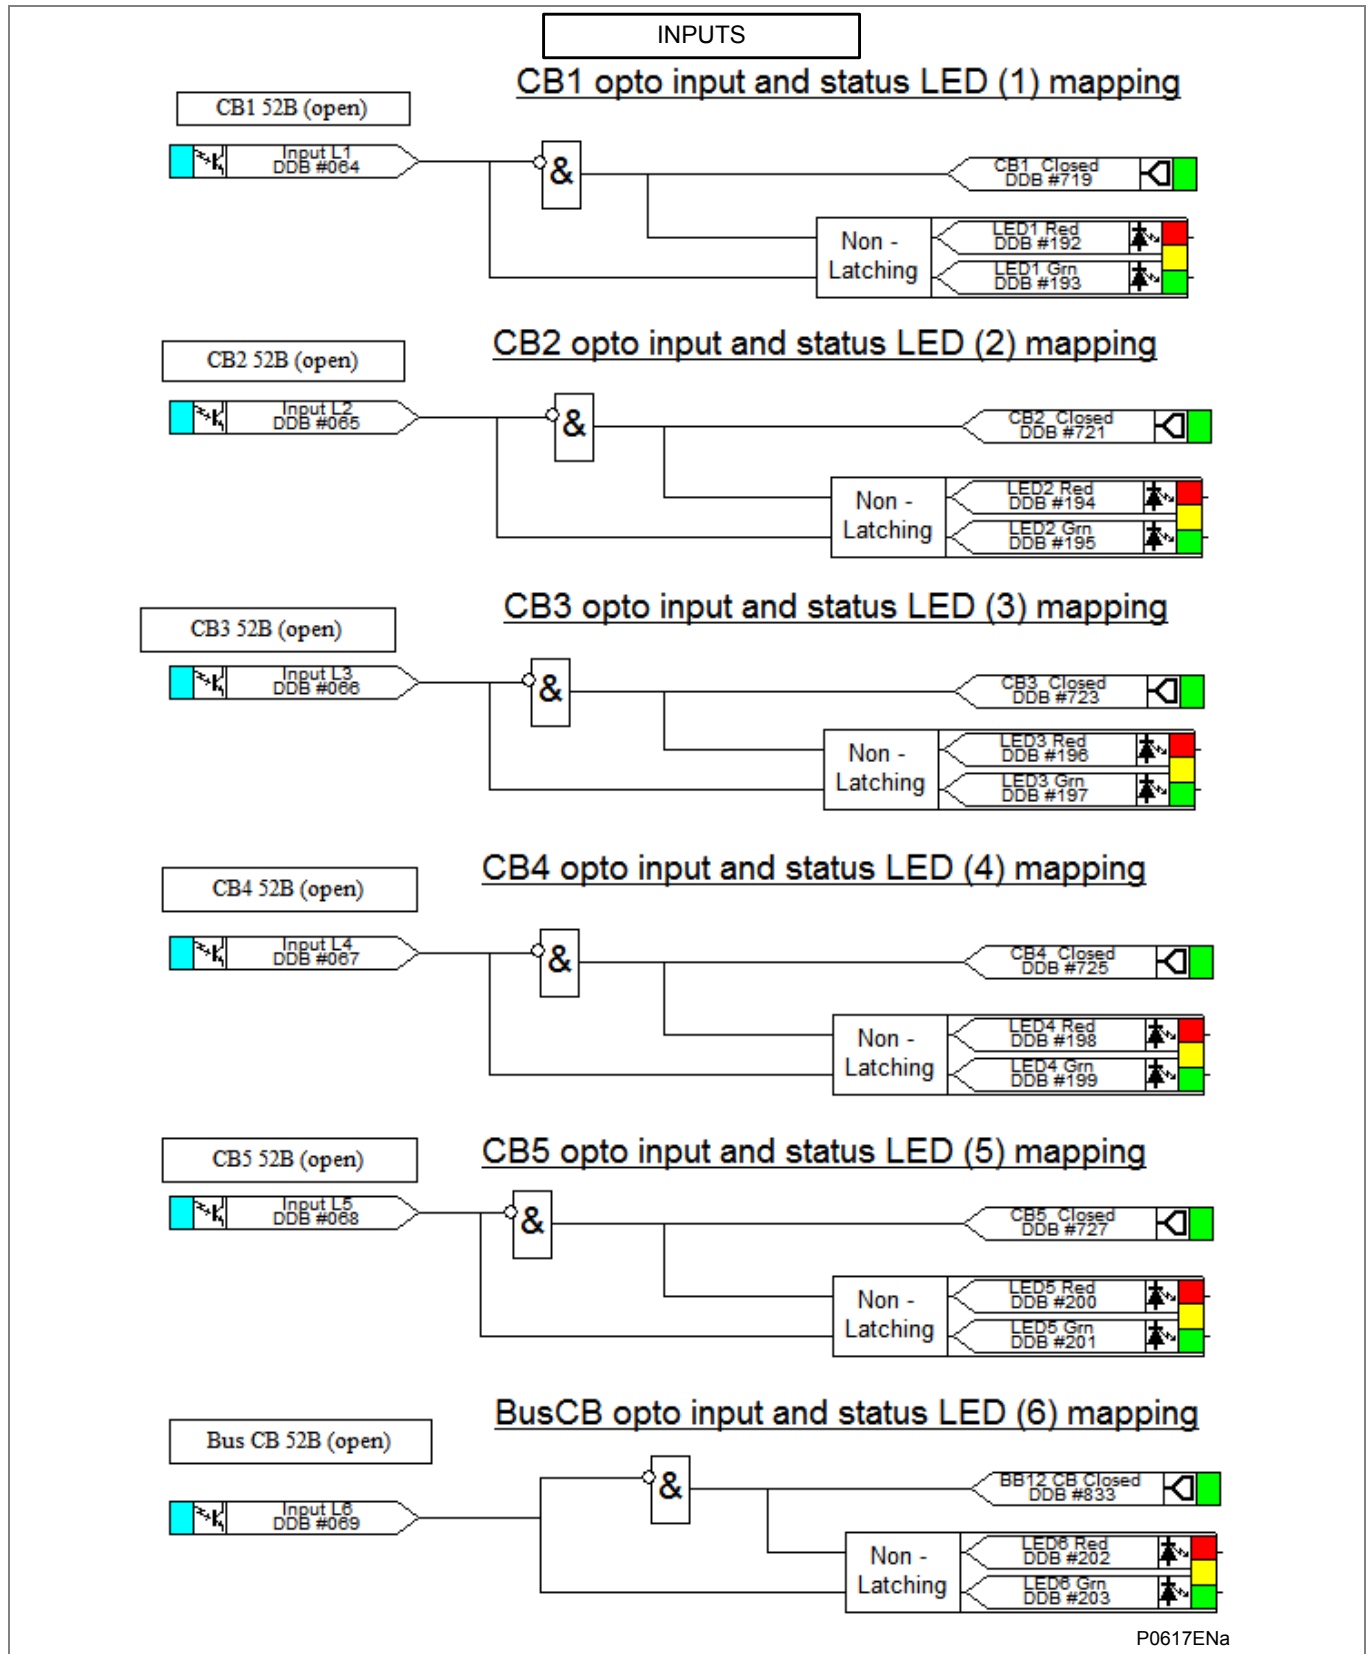 INPUTS
CB1 opto input and status LED (1) mapping
CB1 52B (open)
Input L1
DDB #064
&
CB1 Closed
DDB #719
Non -
Latching
LED1 Red
DDB #192
LED1 Grn
DDB #193
CB2 opto input and status LED (2) mapping
CB2 52B (open)
Input L2
DDB #065
&
CB2 Closed
DDB #721
Non -
Latching
LED2 Red
DDB #194
LED2 Grn
DDB #195
CB3 opto input and status LED (3) mapping
CB3 52B (open)
Input L3
DDB #066
&
CB3 Closed
DDB #723
Non -
Latching
LED3 Red
DDB #196
LED3 Grn
DDB #197
CB4 opto input and status LED (4) mapping
CB4 52B (open)
Input L4
DDB #067
&
CB4 Closed
DDB #725
Non -
Latching
LED4 Red
DDB #198
LED4 Grn
DDB #199
CB5 opto input and status LED (5) mapping
CB5 52B (open)
Input L5
DDB #068
&
CB5 Closed
DDB #727
Non -
Latching
LED5 Red
DDB #200
LED5 Grn
DDB #201
BusCB opto input and status LED (6) mapping
Bus CB 52B (open)
Input L6
DDB #069
&
BB12 CB Closed
DDB #833
Non -
Latching
LED6 Red
DDB #202
LED6 Grn
DDB #203
P0617ENa